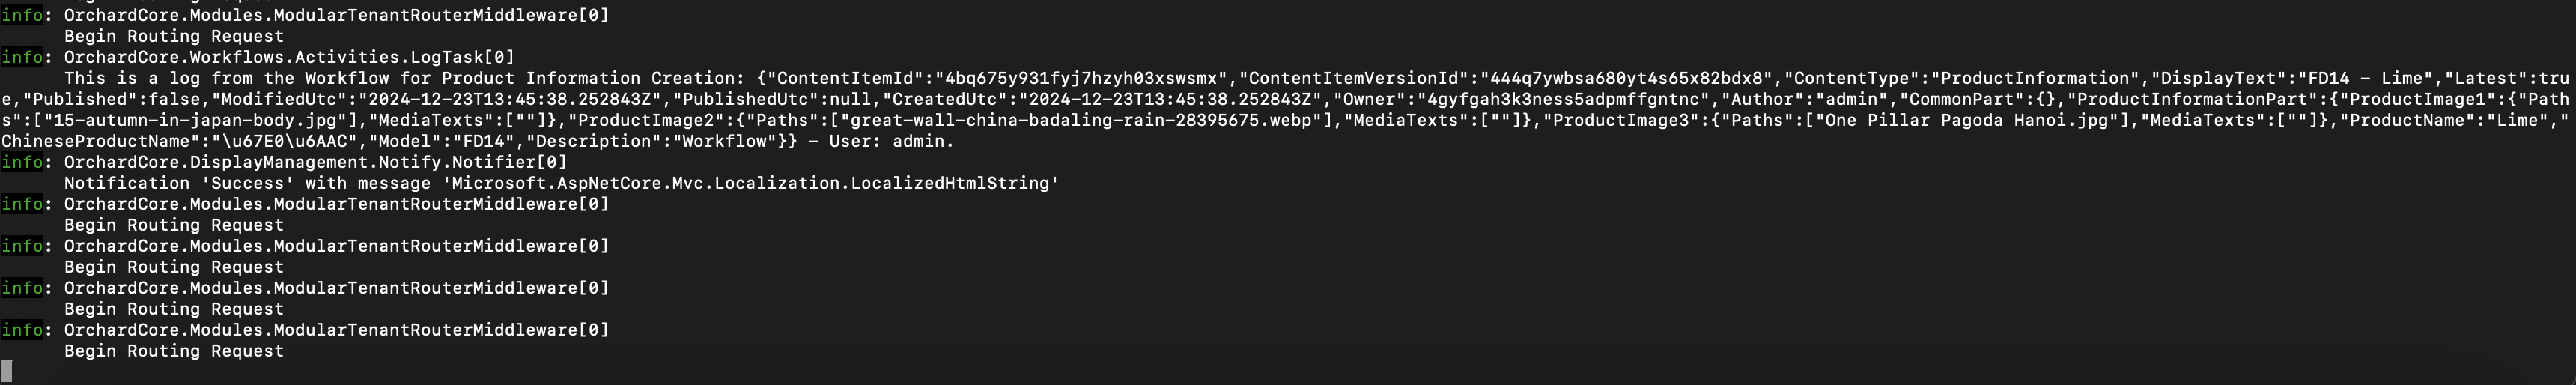 info: OrchardCore.Modules.ModularTenantRouterMiddleware[0]
Begin Routing Request
info: OrchardCore.Workflows.Activities.LogTask[0]
This is a log from the Workflow for Product Information Creation: {"ContentItemId":"4bq675y931fyj7hzyh03xswsmx","ContentItemVersionId":"444q7ywbsa680yt4s65x82bdx8","ContentType":"ProductInformation","DisplayText":"FD14 – Lime","Latest":tru
e,"Published":false,"ModifiedUtc":"2024-12-23T13:45:38.252843Z","PublishedUtc":null,"CreatedUtc":"2024-12-23T13:45:38.252843Z","Owner":"4gyfgah3k3ness5adpmffgntnc","Author":"admin","CommonPart":{},"ProductInformationPart":{"ProductImage1":{"Path
s":["15-autumn-in-japan-body.jpg"],"MediaTexts":[""]},"ProductImage2":{"Paths":["great-wall-china-badaling-rain-28395675.webp"],"MediaTexts":[""]},"ProductImage3":{"Paths":["One Pillar Pagoda Hanoi.jpg"],"MediaTexts":[""]},"ProductName":"Lime","
ChineseProductName":"\u67E0\u6AAC","Model":"FD14","Description":"Workflow"}} – User: admin.
info: OrchardCore.DisplayManagement.Notify.Notifier[0]
Notification 'Success' with message 'Microsoft.AspNetCore.Mvc.Localization.LocalizedHtmlString'
info: OrchardCore.Modules.ModularTenantRouterMiddleware[0]
Begin Routing Request
info: OrchardCore.Modules.ModularTenantRouterMiddleware[0]
Begin Routing Request
info: OrchardCore.Modules.ModularTenantRouterMiddleware[0]
Begin Routing Request
info: OrchardCore.Modules.ModularTenantRouterMiddleware[0]
Begin Routing Request